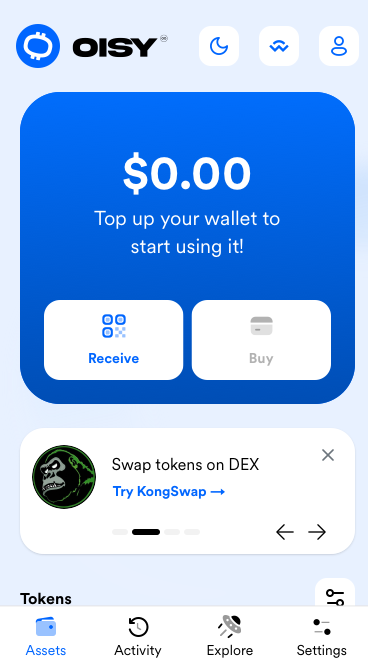 OISY
$0.00
Top up your wallet to
start using it!
Receive
Buy
Swap tokens on DEX
Try KongSwap →
Tokens
Assets
Activity
Explore
Settings